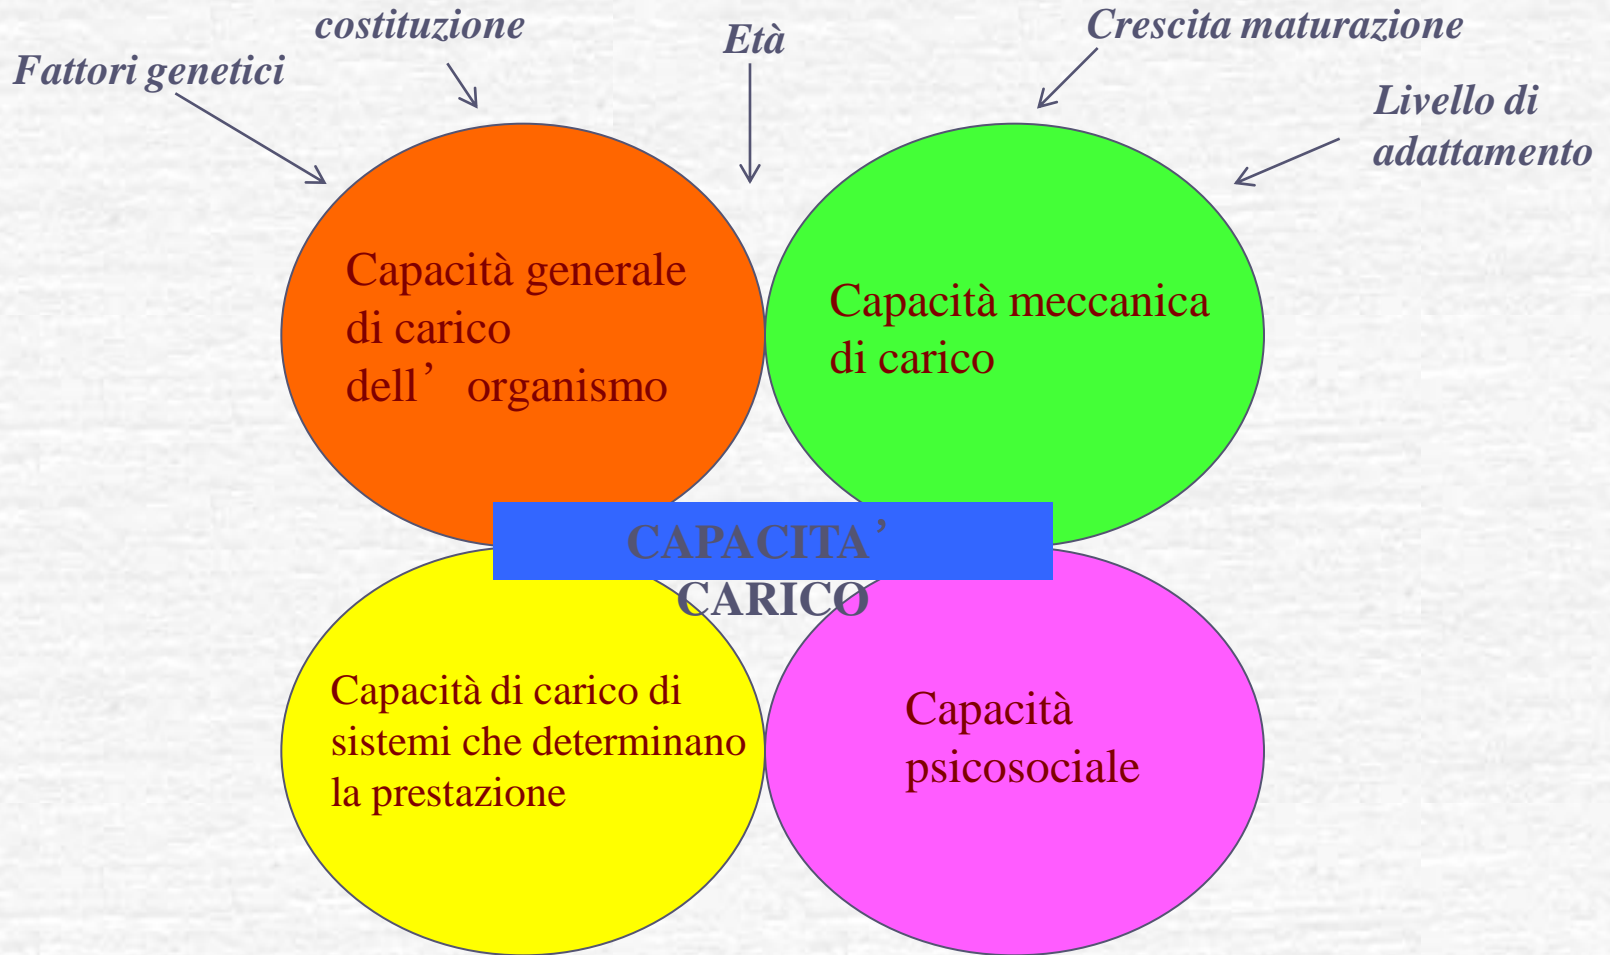 costituzione
Fattori genetici
Età
Crescita maturazione
Livello di
adattamento
Capacità generale
di carico
dell’ organismo
Capacità meccanica
di carico
CAPACITA’
CARICO
Capacità di carico di
sistemi che determinano
la prestazione
Capacità
psicosociale